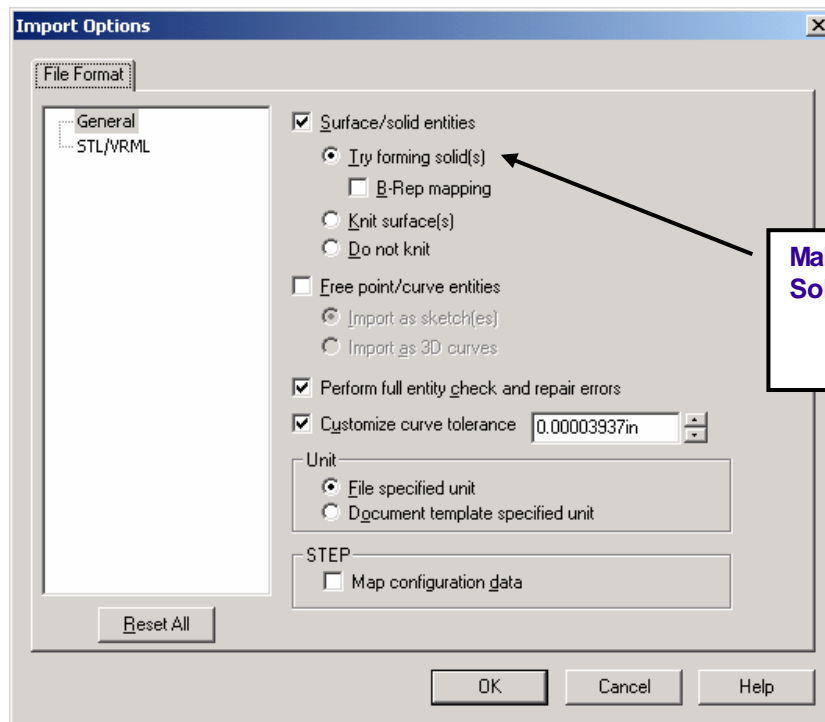 Import Options
File Format
General
STL/VRML
Surface/solid entities
Try forming solid(s)
B-Rep mapping
Knit surface(s)
Do not knit
Free point/curve entities
Import as sketch(es)
Import as 3D curves
Perform full entity check and repair errors
Customize curve tolerance 0.00003937in
Unit
File specified unit
Document template specified unit
STEP
Map configuration data
Reset All
OK Cancel Help